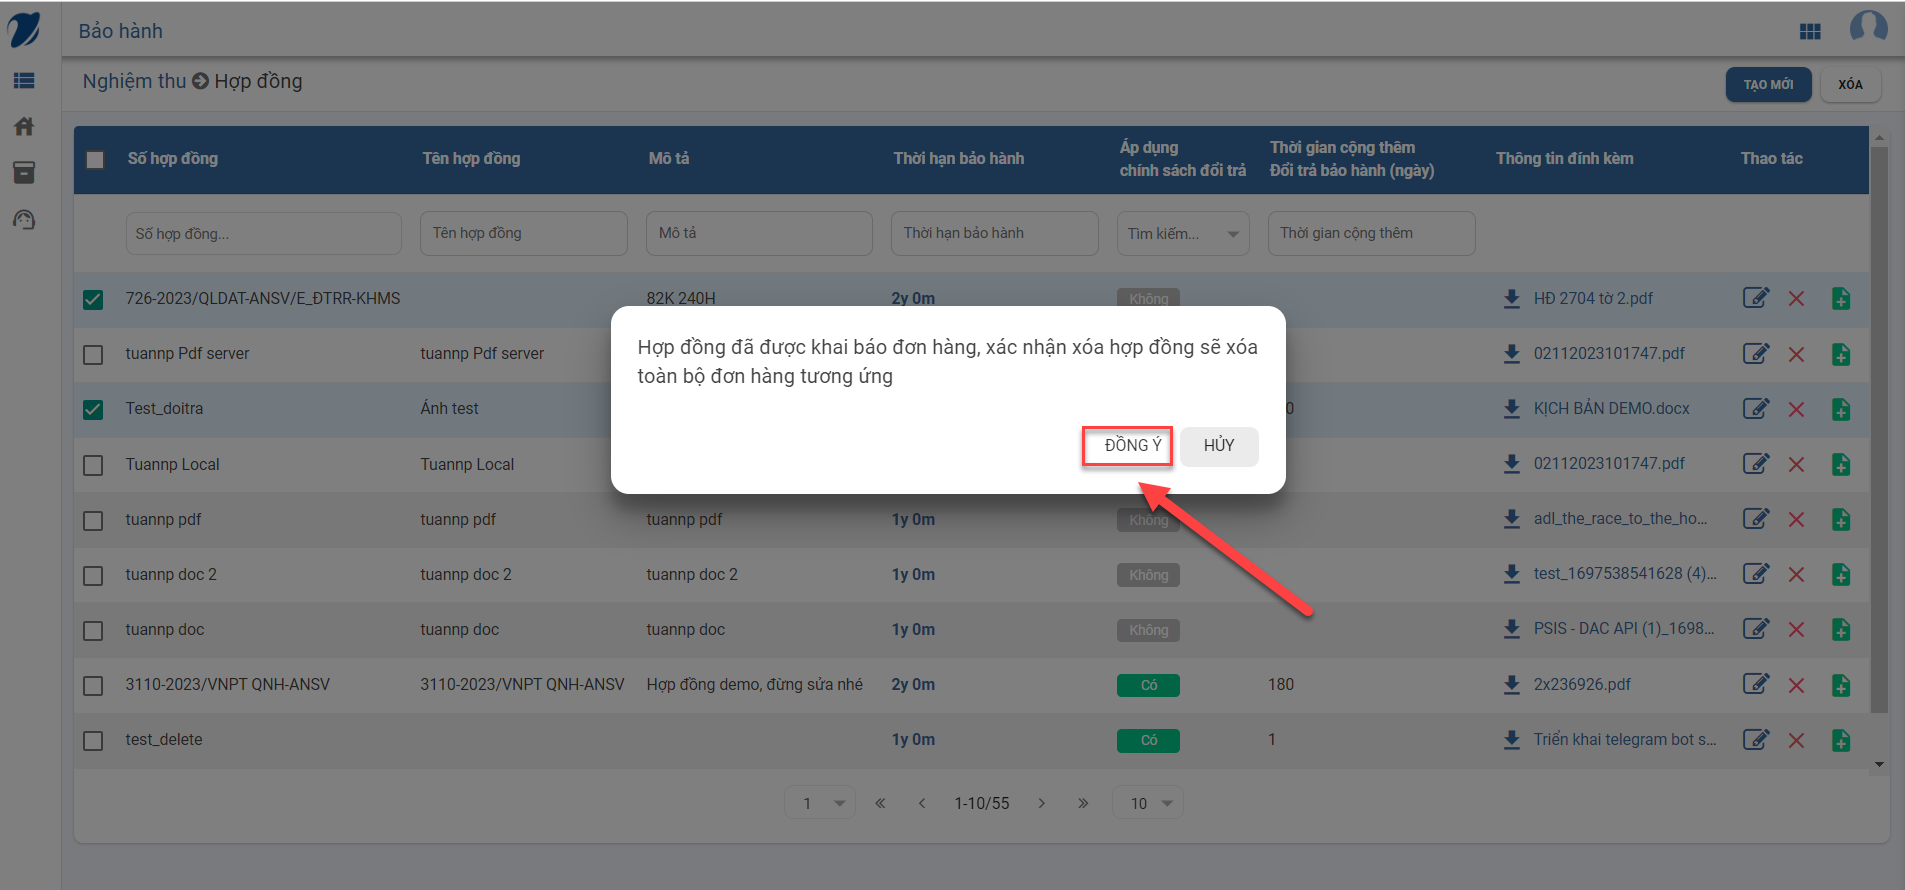 Bảo hành
Nghiệm thu Hợp đồng
TẠO MỚI
XÓA
Số hợp đồng
Tên hợp đồng
Mô tả
Thời hạn bảo hành
Áp dụng
chính sách đổi trả
Thời gian cộng thêm
Đổi trả bảo hành (ngày)
Thông tin đính kèm
Thao tác
Số hợp đồng...
Tên hợp đồng
Mô tả
Thời hạn bảo hành
Tìm kiếm...
Thời gian cộng thêm
726-2023/QLDAT-ANSV/E_ĐTRR-KHMS
82K 240H
2y 0m
Không
HĐ 2704 tờ 2.pdf
tuannp Pdf server
tuannp Pdf server
02112023101747.pdf
Test_doitra
Ánh test
0
KỊCH BẢN DEMO.docx
Tuannp Local
Tuannp Local
02112023101747.pdf
Hợp đồng đã được khai báo đơn hàng, xác nhận xóa hợp đồng sẽ xóa
toàn bộ đơn hàng tương ứng
ĐỒNG Ý
HỦY
tuannp pdf
tuannp pdf
tuannp pdf
1y 0m
Không
adl_the_race_to_the_ho...
tuannp doc 2
tuannp doc 2
tuannp doc 2
1y 0m
Không
test_1697538541628 (4)...
tuannp doc
tuannp doc
tuannp doc
1y 0m
Không
PSIS - DAC API (1)_1698...
3110-2023/VNPT QNH-ANSV
3110-2023/VNPT QNH-ANSV
Hợp đồng demo, đừng sửa nhé
2y 0m
Có
180
2x236926.pdf
test_delete
1y 0m
Có
1
Triển khai telegram bot s...
1
1-10/55
10